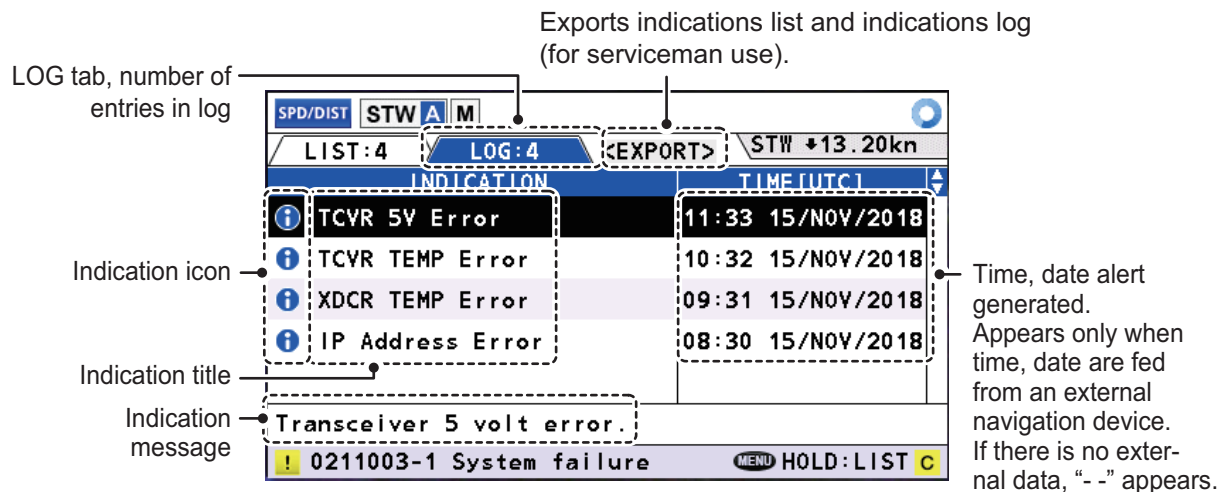 Exports indications list and indications log
(for serviceman use).
LOG tab, number of
entries in log
SPD/DIST STW A M
LIST:4 LOG:4 <EXPORT> STW 13.20kn
INDICATION TIME[UTC]
TCVR 5V Error 11:33 15/NOV/2018
TCVR TEMP Error 10:32 15/NOV/2018
XDCR TEMP Error 09:31 15/NOV/2018
IP Address Error 08:30 15/NOV/2018
Indication icon
Indication title
Indication
message
Transceiver 5 volt error.
! 0211003-1 System failure MENU HOLD:LIST C
Time, date alert
generated.
Appears only when
time, date are fed
from an external
navigation device.
If there is no exter-
nal data, “- -” appears.